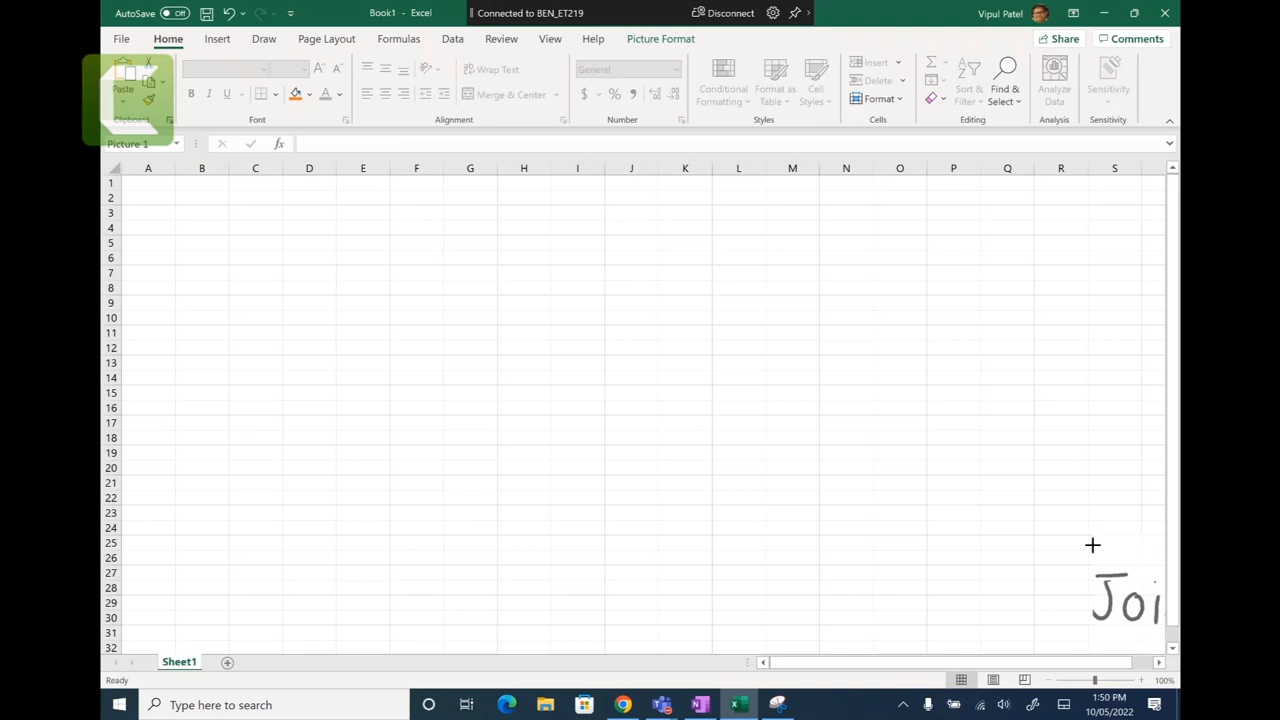 AutoSave Off Book1 - Excel Connected to BEN_ET219 Disconnect Vipul Patel
File Home Insert Draw Page Layout Formulas Data Review View Help Picture Format Share Comments
Paste
Wrap Text
General
Merge & Center
$ % 9
Conditional Formatting
Format as Table
Cell Styles
Insert
Delete
Format
Sort & Filter
Find & Select
Analyze Data
Sensitivity
B I U
Clipboard Font Alignment Number Styles Cells Editing Analysis Sensitivity
Picture 1 fx
A B C D E F G H I J K L M N O P Q R S
1
2
3
4
5
6
7
8
9
10
11
12
13
14
15
16
17
18
19
20
21
22
23
24
25
26
27
28
29
30
31
32
Joi
Sheet1
Ready 100%
Type here to search
1:50 PM
10/05/2022